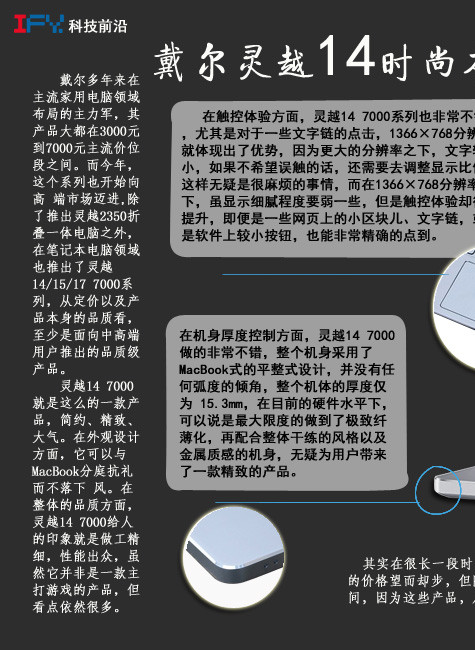 IFY. 科技前沿
戴尔灵越14时尚
戴尔多年来在
主流家用电脑领域
布局的主力军,其
产品大都在3000元
到7000元主流价位
段之间。而今年,
这个系列也开始向
高 端市场迈进,除
了推出灵越2350折
叠一体电脑之外,
在笔记本电脑领域
也推出了灵越
14/15/17 7000系
列,从定价以及产
品本身的品质看,
至少是面向中高端
用户推出的品质级
产品。
灵越14 7000
就是这么的一款产
品,简约、精致、
大气。在外观设计
方面,它可以与
MacBook分庭抗礼
而不落下 风。在
整体的品质方面,
灵越14 7000给人
的印象就是做工精
细,性能出众,虽
然它并非是一款主
打游戏的产品,但
看点依然很多。
在触控体验方面,灵越14 7000系列也非常不
,尤其是对于一些文字链的点击,1366×768分辨
就体现出了优势,因为更大的分辨率之下,文字
小,如果不希望误触的话,还需要去调整显示比
这样无疑是很麻烦的事情,而在1366×768分辨率
下,虽显示细腻程度要弱一些,但是触控体验却
提升,即便是一些网页上的小区块儿、文字链,
是软件上较小按钮,也能非常精确的点到。
在机身厚度控制方面,灵越14 7000
做的非常不错,整个机身采用了
MacBook式的平整式设计,并没有任
何弧度的倾角,整个机体的厚度仅
为 15.3mm,在目前的硬件水平下,
可以说是最大限度的做到了极致纤
薄化,再配合整体干练的风格以及
金属质感的机身,无疑为用户带来
了一款精致的产品。
其实在很长一段时
的价格望而却步,但
间,因为这些产品,